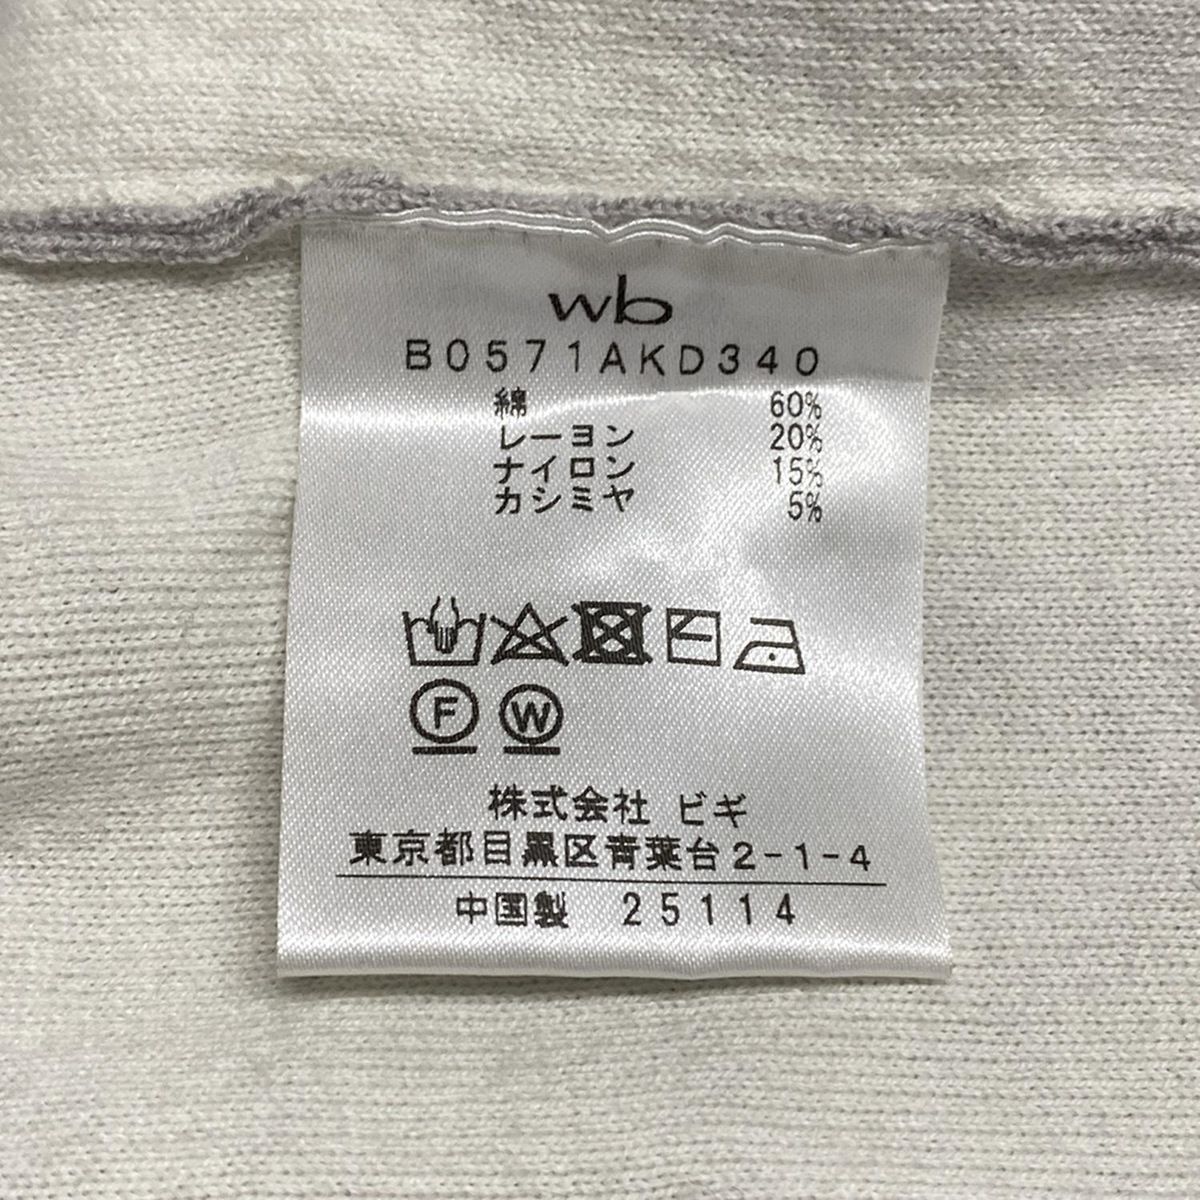 wb
B0571AKD340
綿 60%
レーヨン 20%
ナイロン 15%
カシミヤ 5%
F W
株式会社 ビギ
東京都目黒区青葉台2-1-4
中国製 25114